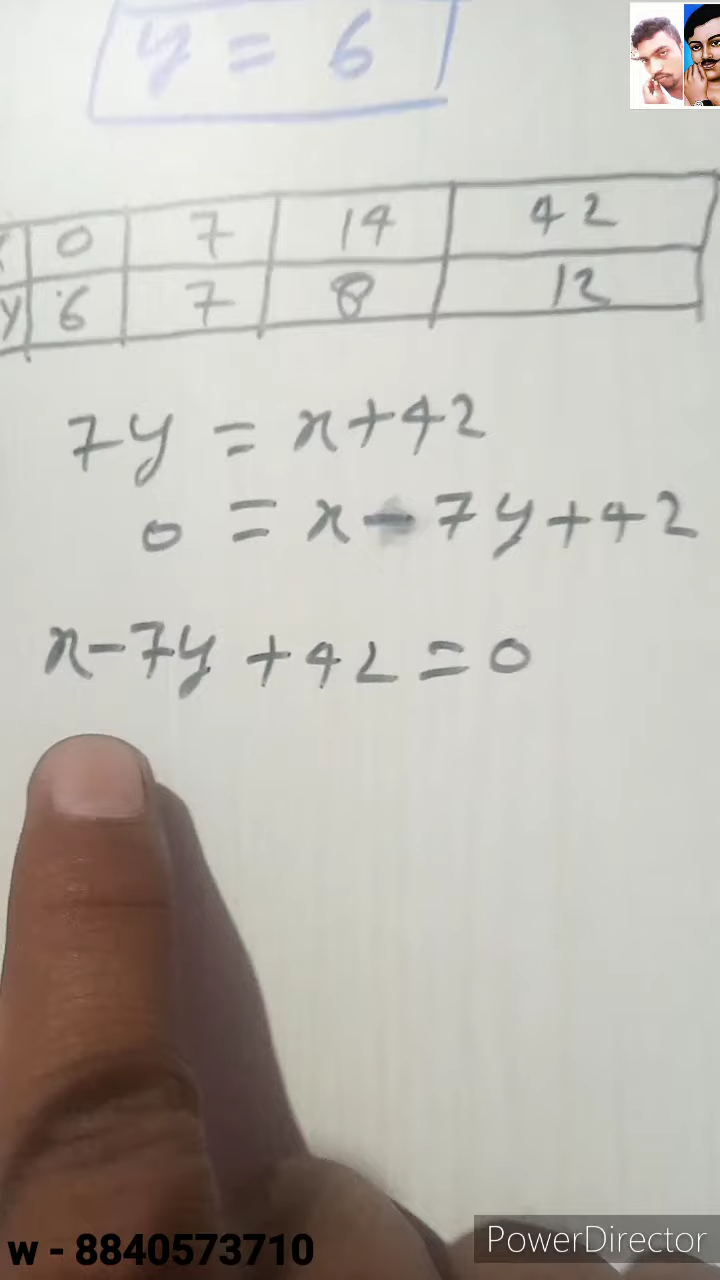 y = 6
x 0 7 14 42
y 6 7 8 12
7y = x+42
0 = x - 7y+42
x-7y+42=0
w - 8840573710
PowerDirector